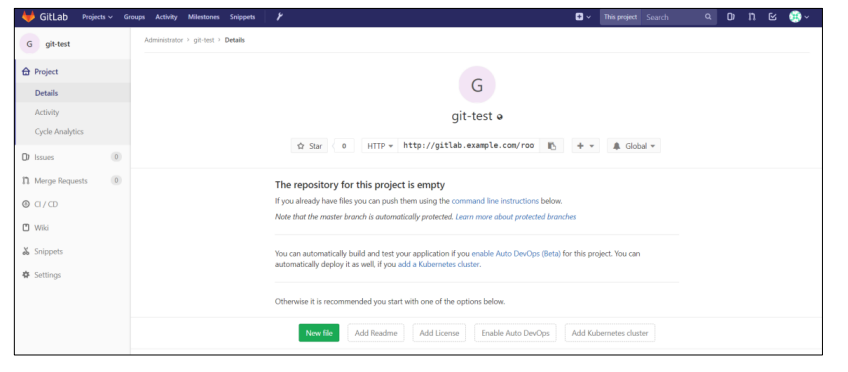 GitLab Projects Groups Activity Milestones Snippets This project Search
G git-test
Administrator > git-test > Details
Project
Details
Activity
Cycle Analytics
Issues 0
Merge Requests 0
CI / CD
Wiki
Snippets
Settings
G
git-test
Star 0 HTTP http://gitlab.example.com/roo + Global
The repository for this project is empty
If you already have files you can push them using the command line instructions below.
Note that the master branch is automatically protected. Learn more about protected branches
You can automatically build and test your application if you enable Auto DevOps (Beta) for this project. You can
automatically deploy it as well, if you add a Kubernetes cluster.
Otherwise it is recommended you start with one of the options below.
New file Add Readme Add License Enable Auto DevOps Add Kubernetes cluster